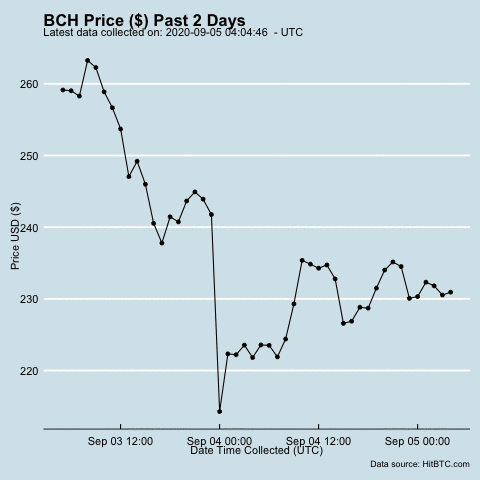 BCH Price ($) Past 2 Days
Latest data collected on: 2020-09-05 04:04:46 - UTC
Price USD ($)
260
250
240
230
220
Sep 03 12:00 Sep 04 00:00 Sep 04 12:00 Sep 05 00:00
Date Time Collected (UTC)
Data source: HitBTC.com